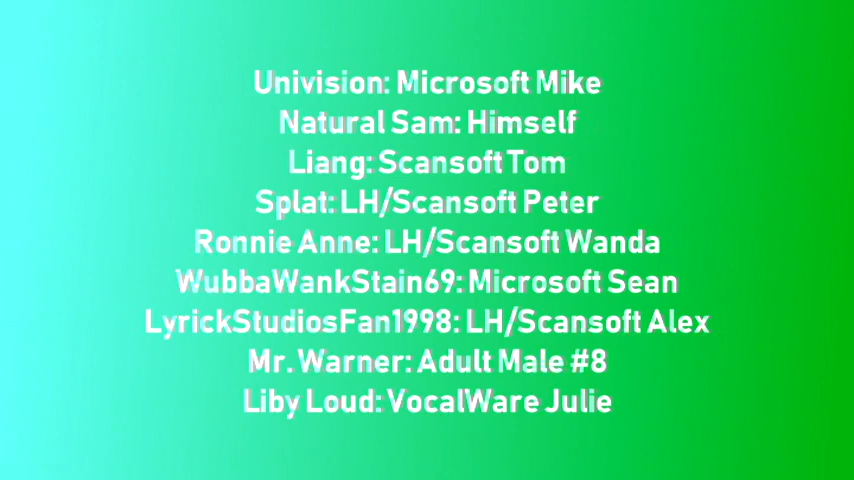 Univision: Microsoft Mike
Natural Sam: Himself
Liang: Scansoft Tom
Splat: LH/Scansoft Peter
Ronnie Anne: LH/Scansoft Wanda
WubbaWankStain69: Microsoft Sean
LyrickStudiosFan1998: LH/Scansoft Alex
Mr. Warner: Adult Male #8
Liby Loud: VocalWare Julie